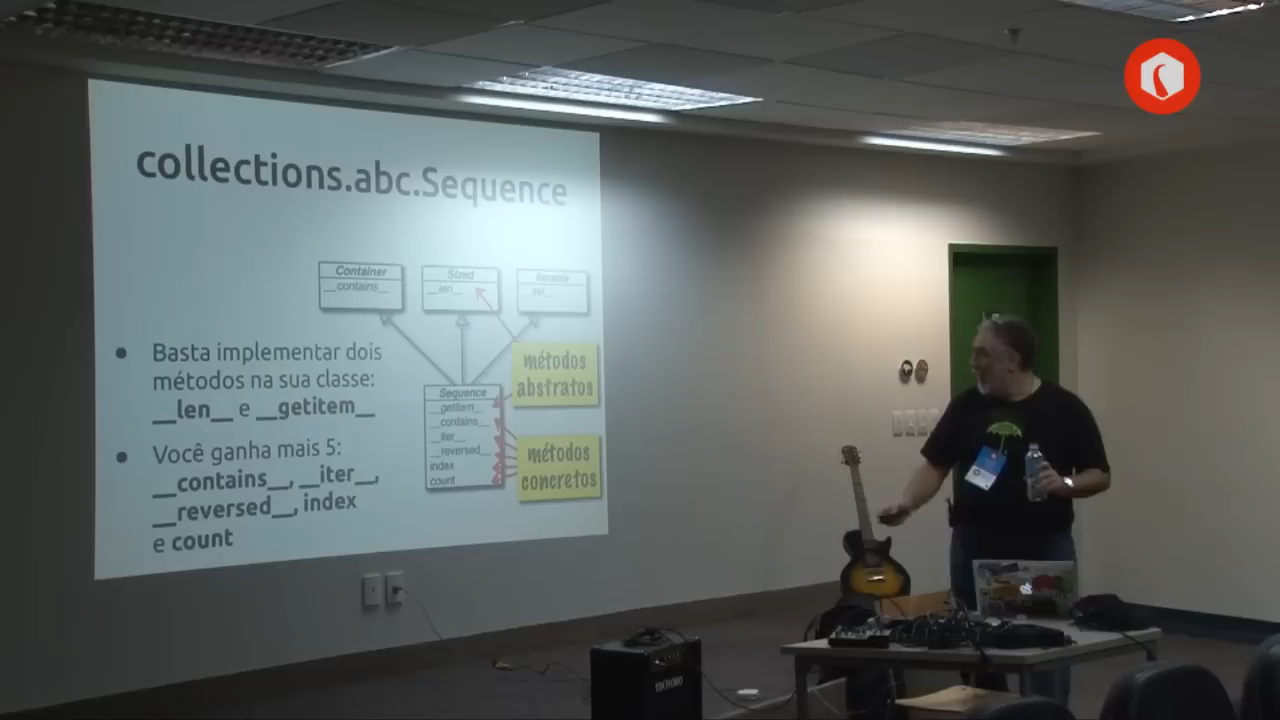 collections.abc.Sequence
Container
__contains__
Sized
__len__
Iterable
__iter__
Basta implementar dois
métodos na sua classe:
__len__ e __getitem__
Você ganha mais 5:
__contains__, __iter__,
__reversed__, index
e count
Sequence
__getitem__
__contains__
__iter__
__reversed__
index
count
métodos
abstratos
métodos
concretos